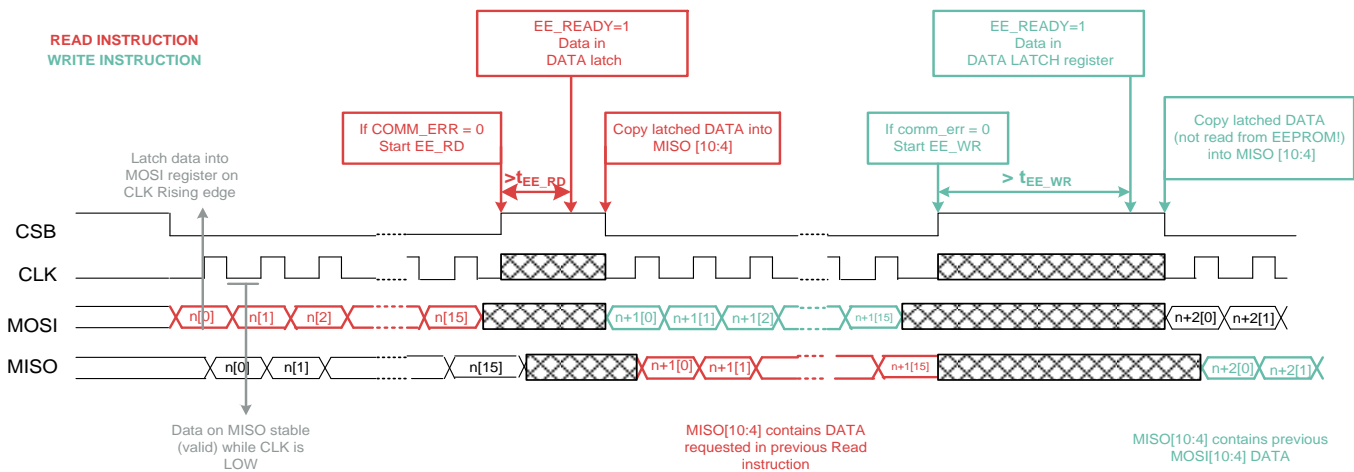 READ INSTRUCTION
WRITE INSTRUCTION
EE_READY=1
Data in
DATA latch
EE_READY=1
Data in
DATA LATCH register
If COMM_ERR = 0
Start EE_RD
Copy latched DATA into
MISO [10:4]
If comm_err = 0
Start EE_WR
Copy latched DATA
(not read from EEPROM!)
into MISO [10:4]
Latch data into
MOSI register on
CLK Rising edge
>tEE_RD
> tEE_WR
CSB
CLK
MOSI
n[0] n[1] n[2] n[15] n+1[0] n+1[1] n+1[2] n+1[15] n+2[0] n+2[1]
MISO
n[0] n[1] n[15] n+1[0] n+1[1] n+1[15] n+2[0] n+2[1]
Data on MISO stable
(valid) while CLK is
LOW
MISO[10:4] contains DATA
requested in previous Read
instruction
MISO[10:4] contains previous
MOSI[10:4] DATA